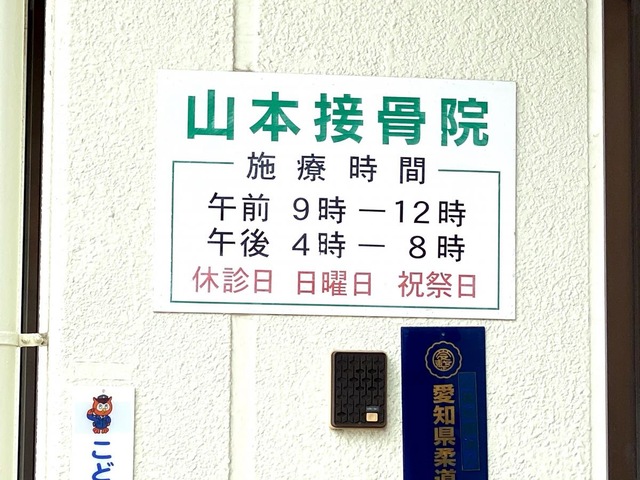 山本接骨院
施療時間
午前 9時ー12時
午後 4時ー 8時
休診日 日曜日 祝祭日
愛知県柔道
こど